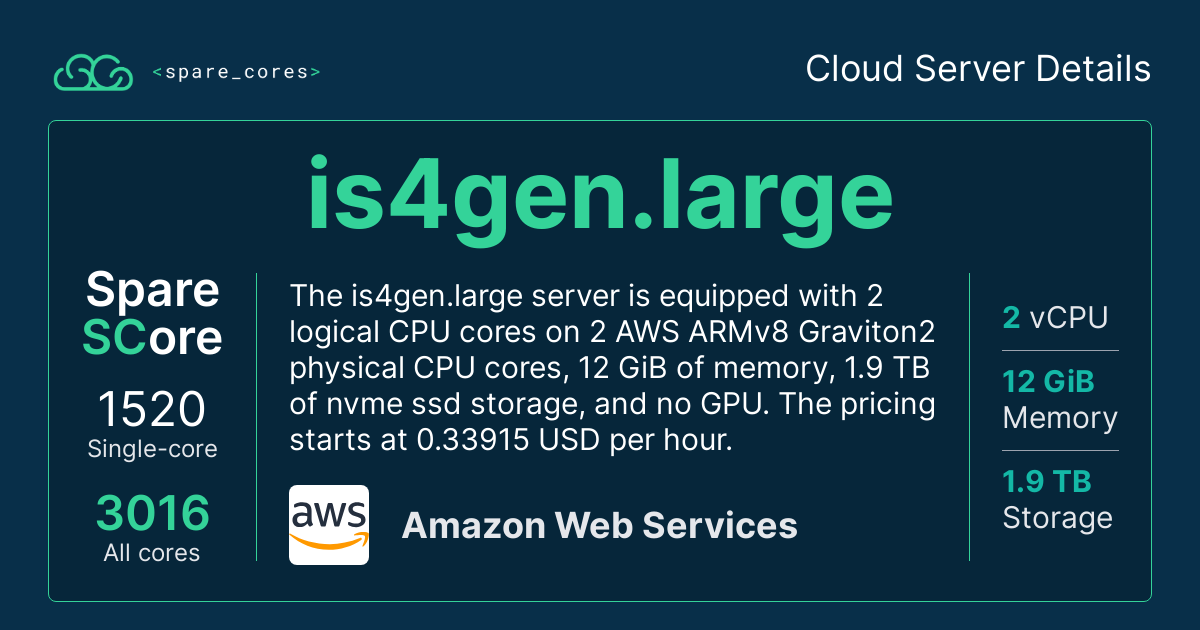 <spare_cores>
Cloud Server Details
is4gen.large
Spare
SCore
1520
Single-core
3016
All cores
The is4gen.large server is equipped with 2
logical CPU cores on 2 AWS ARMv8 Graviton2
physical CPU cores, 12 GiB of memory, 1.9 TB
of nvme ssd storage, and no GPU. The pricing
starts at 0.33915 USD per hour.
aws
Amazon Web Services
2 vCPU
12 GiB
Memory
1.9 TB
Storage